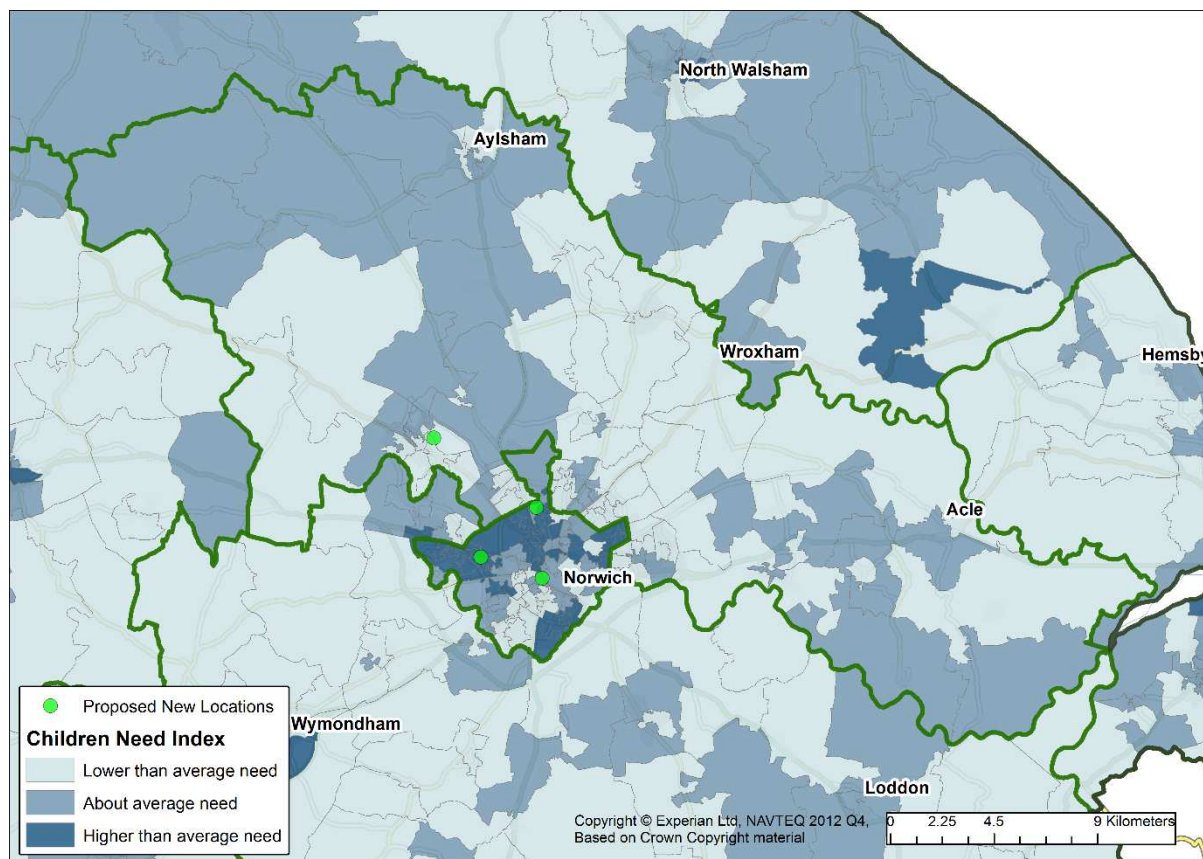 North Walsham
Aylsham
Wroxham
Hemsby
Acle
Norwich
Wymondham
Loddon
Proposed New Locations
Children Need Index
Lower than average need
About average need
Higher than average need
Copyright © Experian Ltd, NAVTEQ 2012 Q4,
Based on Crown Copyright material
0 2.25 4.5 9 Kilometers